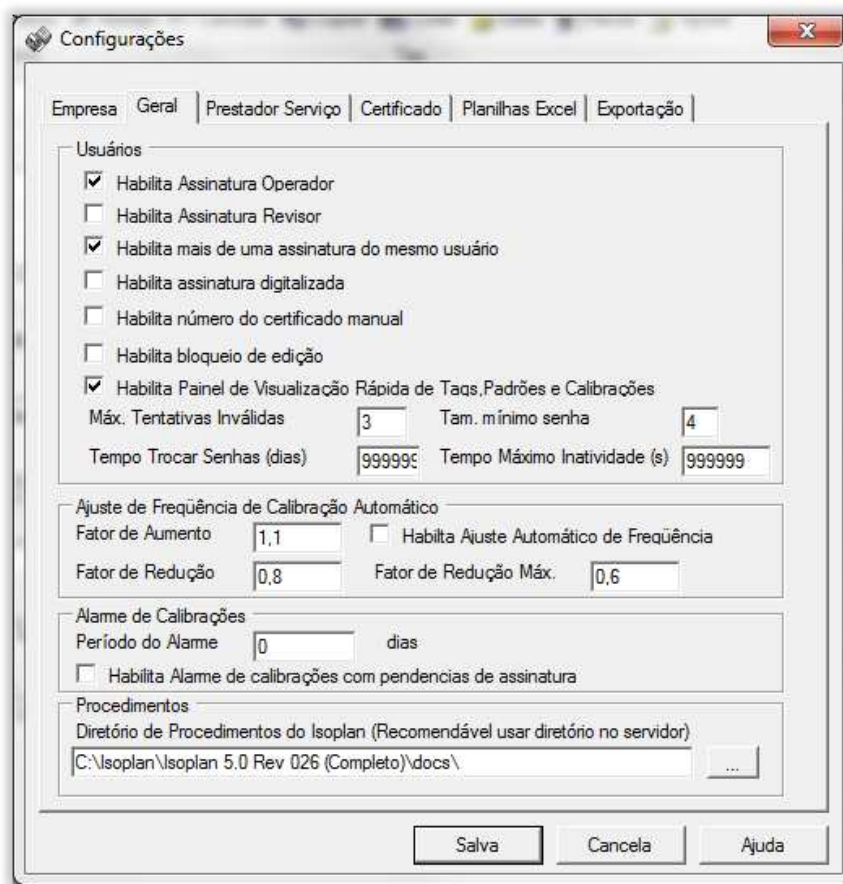 Configurações
Empresa Geral Prestador Serviço Certificado Planilhas Excel Exportação
Usuários
Habilita Assinatura Operador
Habilita Assinatura Revisor
Habilita mais de uma assinatura do mesmo usuário
Habilita assinatura digitalizada
Habilita número do certificado manual
Habilita bloqueio de edição
Habilita Painel de Visualização Rápida de Tags,Padrões e Calibrações
Máx. Tentativas Inválidas 3 Tam. mínimo senha 4
Tempo Trocar Senhas (dias) 999999 Tempo Máximo Inatividade (s) 999999
Ajuste de Freqüência de Calibração Automático
Fator de Aumento 1,1 Habilta Ajuste Automático de Freqüência
Fator de Redução 0,8 Fator de Redução Máx. 0,6
Alarme de Calibrações
Período do Alarme 0 dias
Habilita Alarme de calibrações com pendencias de assinatura
Procedimentos
Diretório de Procedimentos do Isoplan (Recomendável usar diretório no servidor)
C:\Isoplan\Isoplan 5.0 Rev 026 (Completo)\docs\ ...
Salva Cancela Ajuda